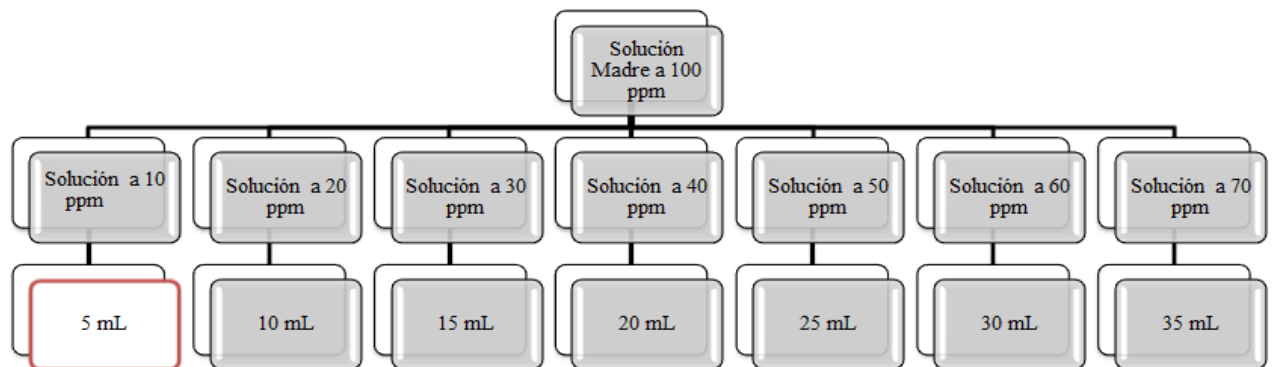 Solución
Madre a 100
ppm
Solución a 10
ppm
Solución a 20
ppm
Solución a 30
ppm
Solución a 40
ppm
Solución a 50
ppm
Solución a 60
ppm
Solución a 70
ppm
5 mL
10 mL
15 mL
20 mL
25 mL
30 mL
35 mL